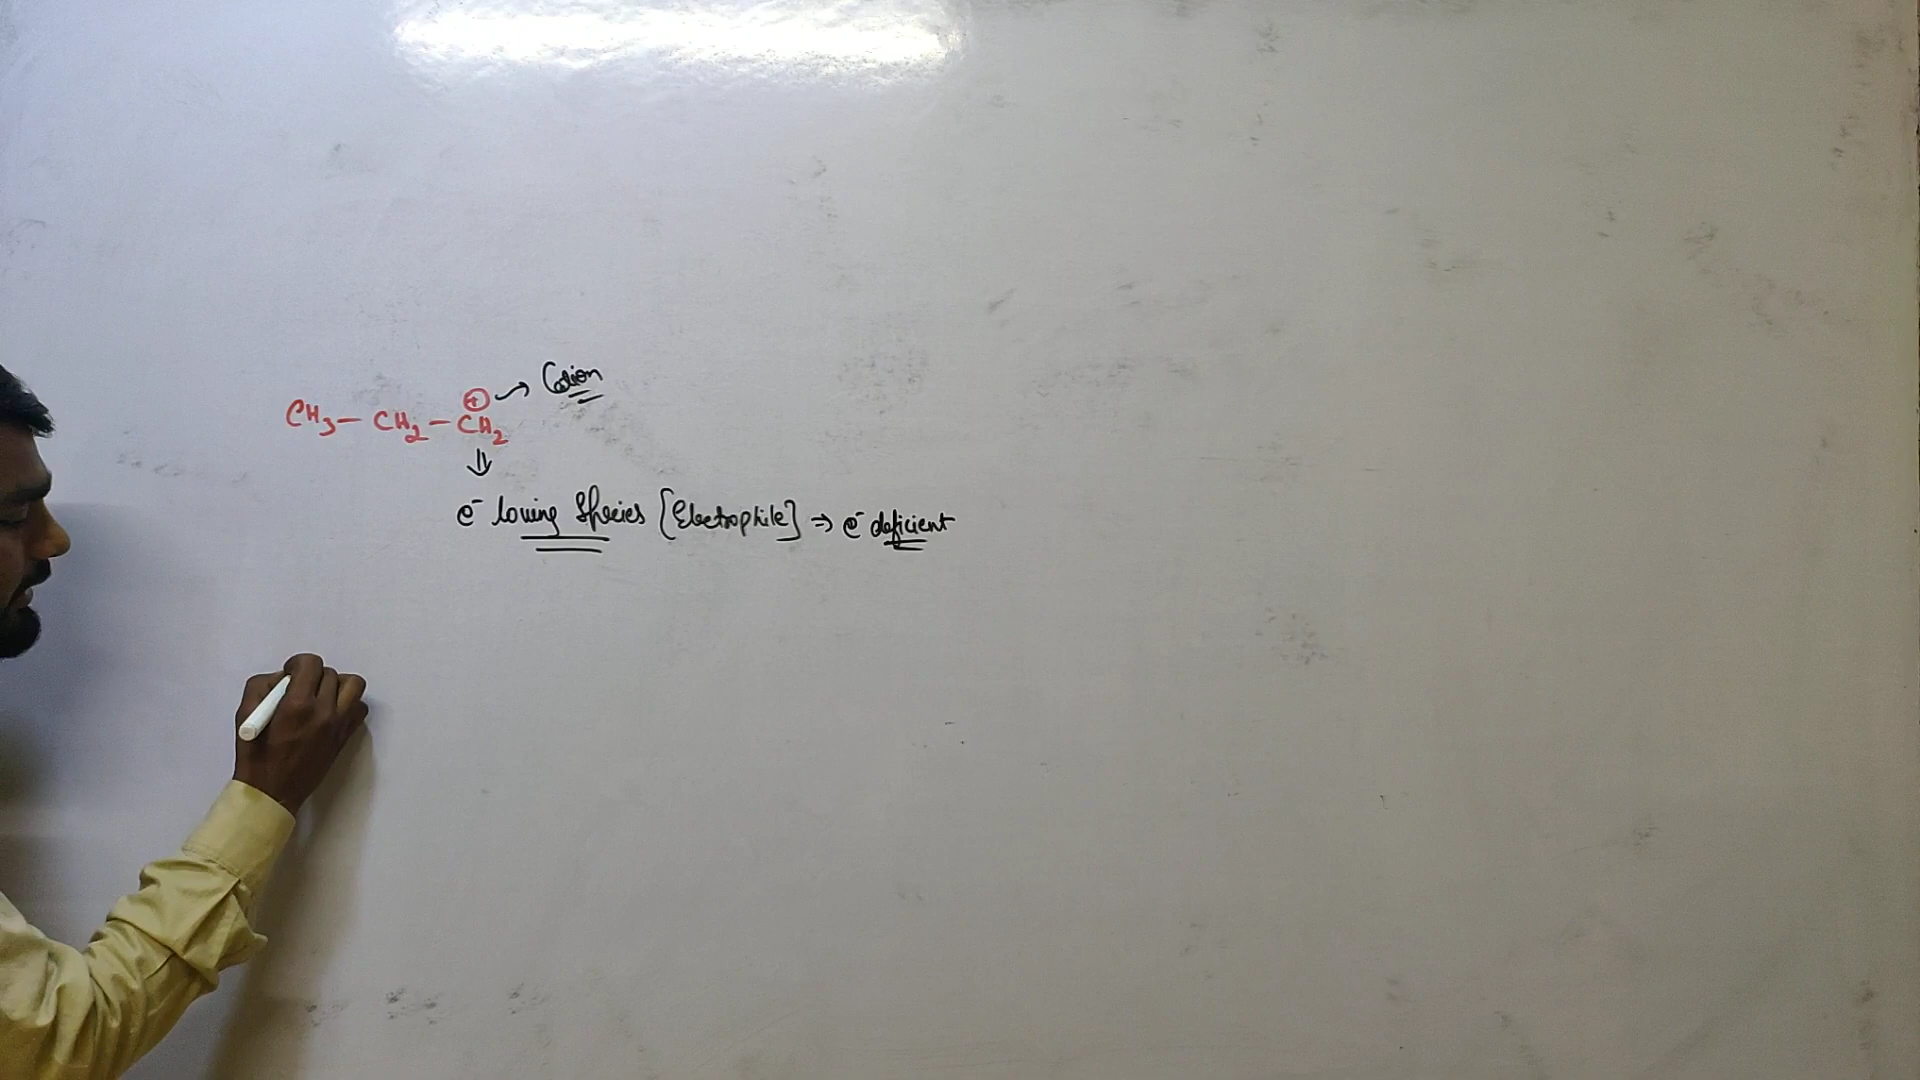 ⊕ → Cation
CH₃ – CH₂ – CH₂
⇓
e⁻ loving species [Electrophile] ⇒ e⁻ deficient